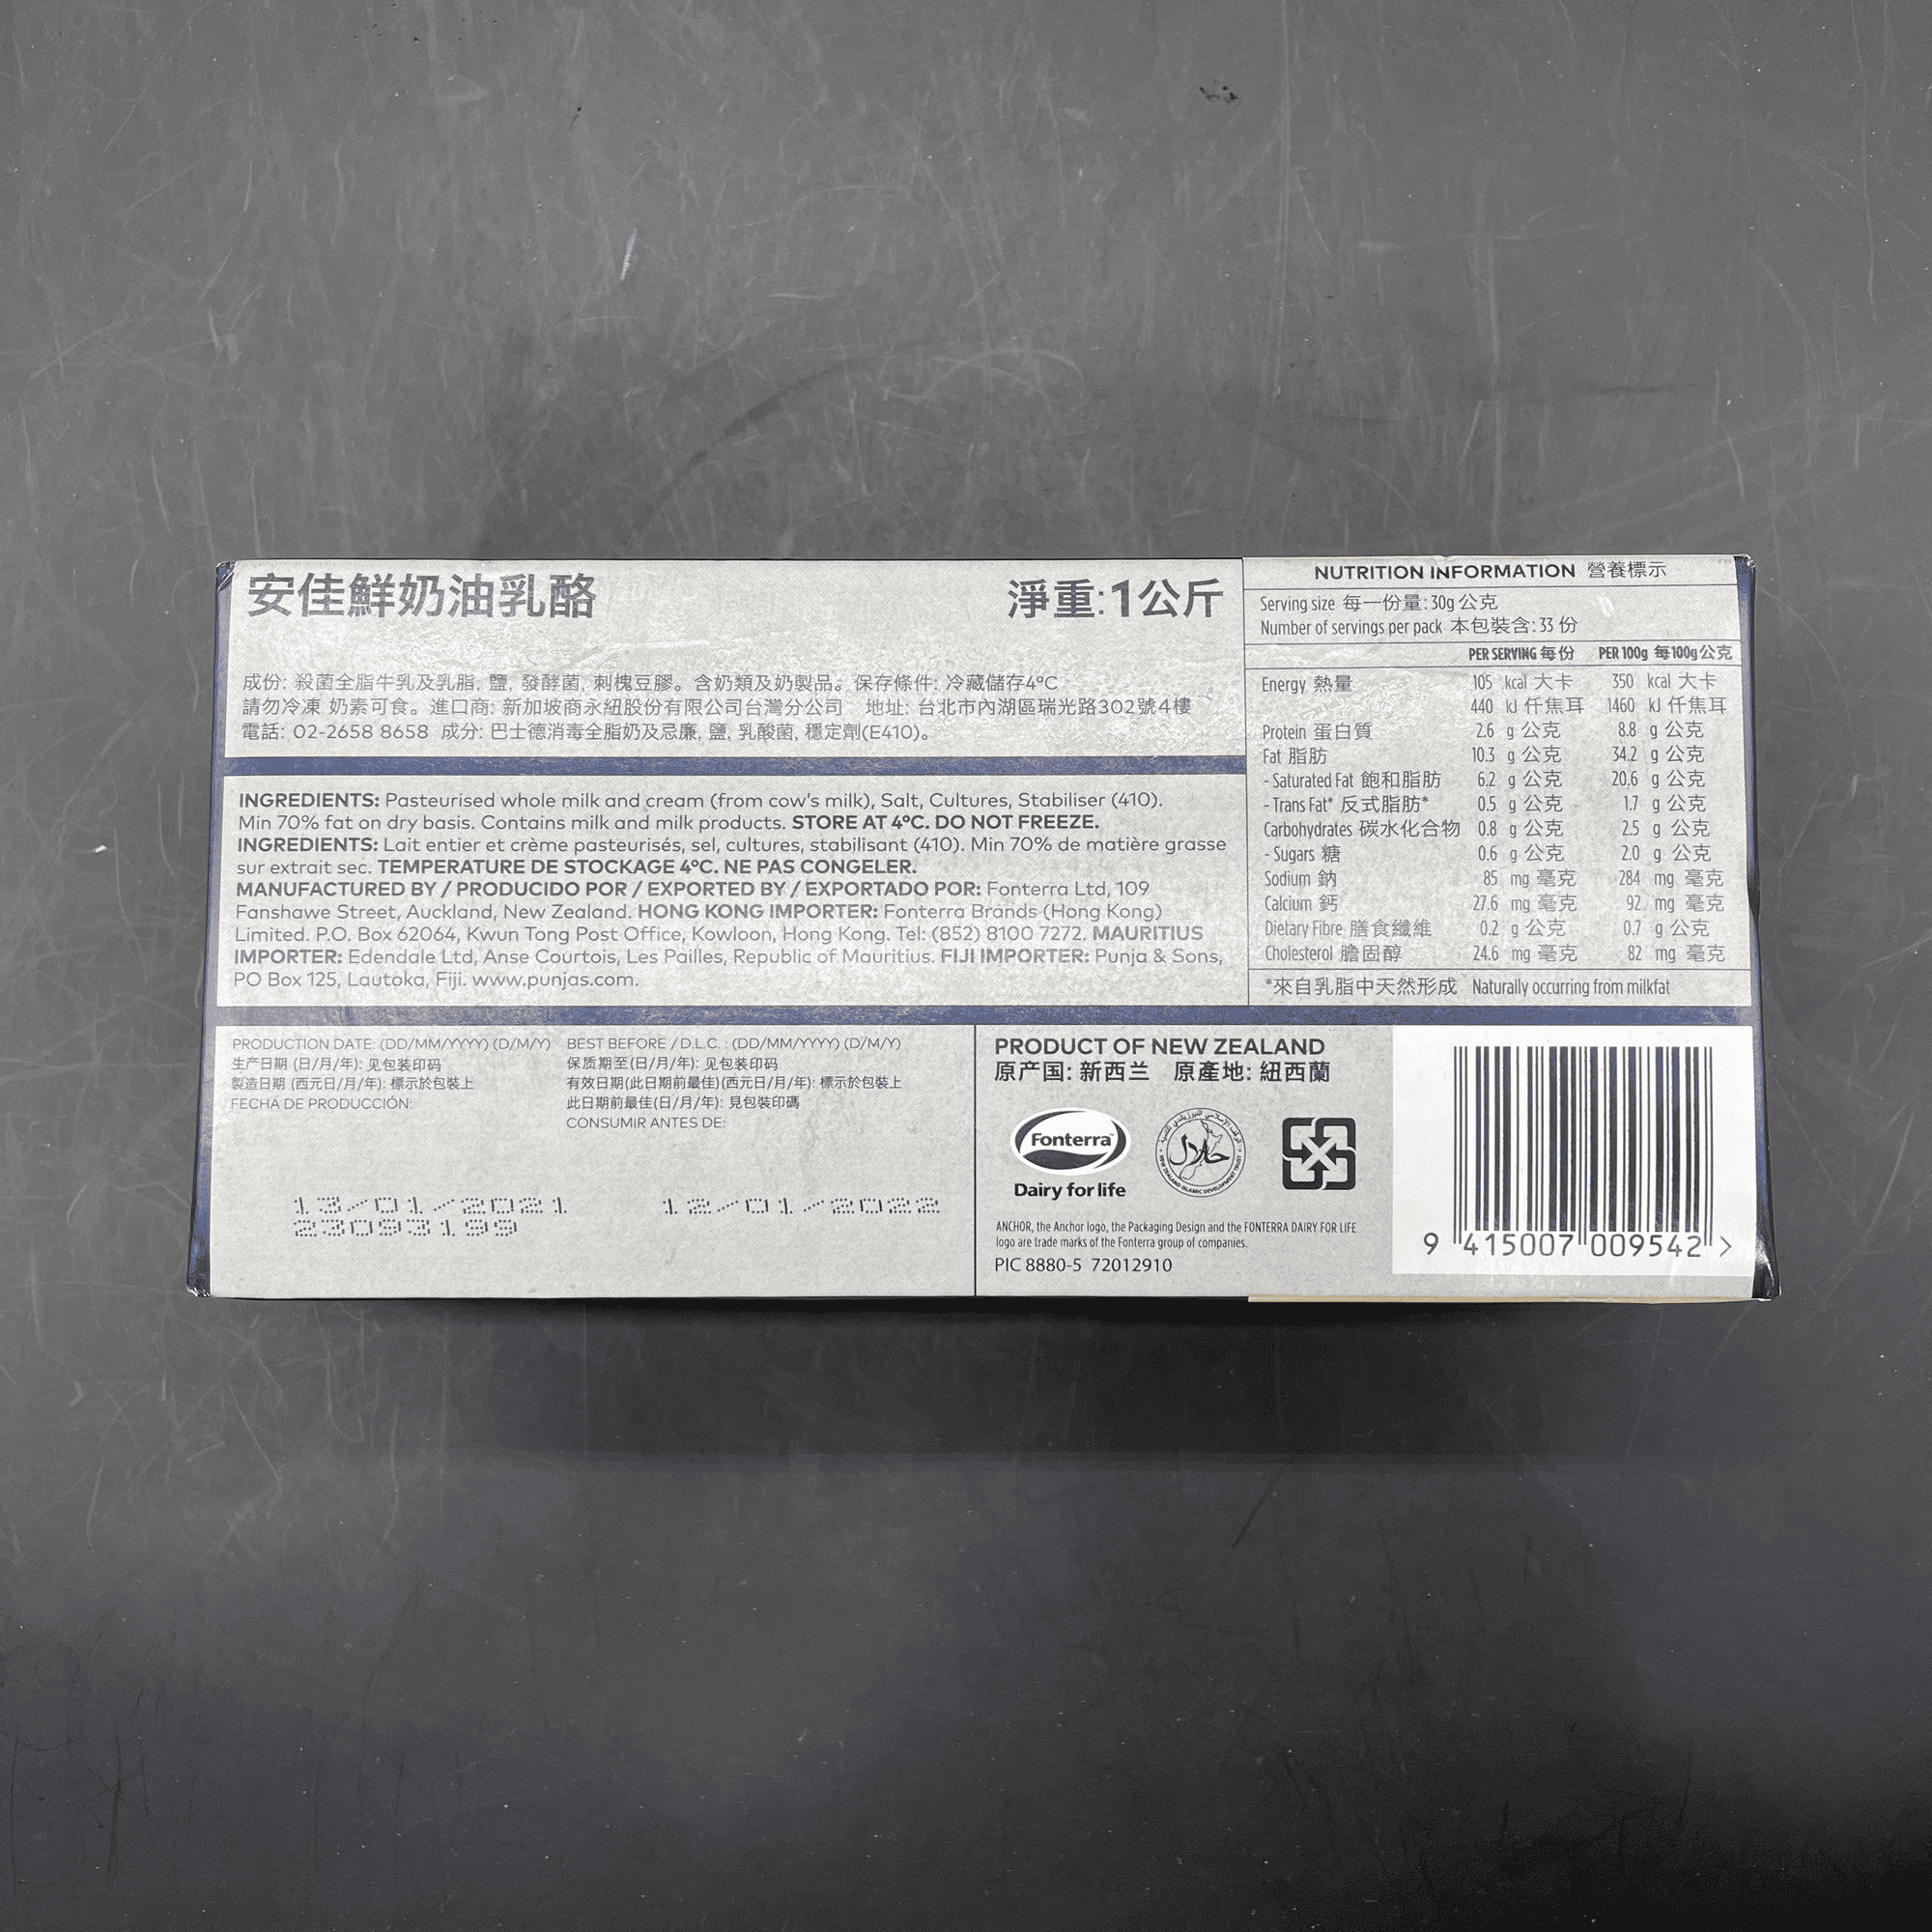 安佳鮮奶油乳酪
淨重:1公斤
成份: 殺菌全脂牛乳及乳脂, 鹽, 發酵菌, 刺槐豆膠。含奶類及奶製品。保存條件: 冷藏儲存4°C
請勿冷凍 奶素可食。進口商: 新加坡商永紐股份有限公司台灣分公司 地址: 台北市內湖區瑞光路302號4樓
電話: 02-2658 8658 成分: 巴士德消毒全脂奶及忌廉, 鹽, 乳酸菌, 穩定劑(E410)。
INGREDIENTS: Pasteurised whole milk and cream (from cow's milk), Salt, Cultures, Stabiliser (410).
Min 70% fat on dry basis. Contains milk and milk products. STORE AT 4°C. DO NOT FREEZE.
INGREDIENTS: Lait entier et crème pasteurisés, sel, cultures, stabilisant (410). Min 70% de matière grasse
sur extrait sec. TEMPERATURE DE STOCKAGE 4°C. NE PAS CONGELER.
MANUFACTURED BY / PRODUCIDO POR / EXPORTED BY / EXPORTADO POR: Fonterra Ltd, 109
Fanshawe Street, Auckland, New Zealand. HONG KONG IMPORTER: Fonterra Brands (Hong Kong)
Limited. P.O. Box 62064, Kwun Tong Post Office, Kowloon, Hong Kong. Tel: (852) 8100 7272. MAURITIUS
IMPORTER: Edendale Ltd, Anse Courtois, Les Pailles, Republic of Mauritius. FIJI IMPORTER: Punja & Sons,
PO Box 125, Lautoka, Fiji. www.punjas.com.
NUTRITION INFORMATION 營養標示
Serving size 每一份量: 30g 公克
Number of servings per pack 本包裝含: 33 份
PER SERVING 每份 PER 100g 每100g公克
Energy 熱量 105 kcal 大卡 350 kcal 大卡
440 kJ 仟焦耳 1460 kJ 仟焦耳
Protein 蛋白質 2.6 g 公克 8.8 g 公克
Fat 脂肪 10.3 g 公克 34.2 g 公克
- Saturated Fat 飽和脂肪 6.2 g 公克 20.6 g 公克
- Trans Fat* 反式脂肪* 0.5 g 公克 1.7 g 公克
Carbohydrates 碳水化合物 0.8 g 公克 2.5 g 公克
- Sugars 糖 0.6 g 公克 2.0 g 公克
Sodium 鈉 85 mg 毫克 284 mg 毫克
Calcium 鈣 27.6 mg 毫克 92 mg 毫克
Dietary Fibre 膳食纖維 0.2 g 公克 0.7 g 公克
Cholesterol 膽固醇 24.6 mg 毫克 82 mg 毫克
*來自乳脂中天然形成 Naturally occurring from milkfat
PRODUCTION DATE: (DD/MM/YYYY) (D/M/Y)
生产日期 (日/月/年): 见包装印码
製造日期 (西元日/月/年): 標示於包裝上
FECHA DE PRODUCCIÓN:
13/01/2021
23093199
BEST BEFORE / D.L.C. : (DD/MM/YYYY) (D/M/Y)
保质期至(日/月/年): 见包装印码
有效日期(此日期前最佳)(西元日/月/年): 標示於包裝上
此日期前最佳(日/月/年): 見包裝印碼
CONSUMIR ANTES DE:
12/01/2022
PRODUCT OF NEW ZEALAND
原产国: 新西兰 原產地: 紐西蘭
Fonterra
Dairy for life
حلال
NEW ZEALAND ISLAMIC DEVELOPMENT TRUST
ANCHOR, the Anchor logo, the Packaging Design and the FONTERRA DAIRY FOR LIFE
logo are trade marks of the Fonterra group of companies.
PIC 8880-5 72012910
9 415007 009542 >